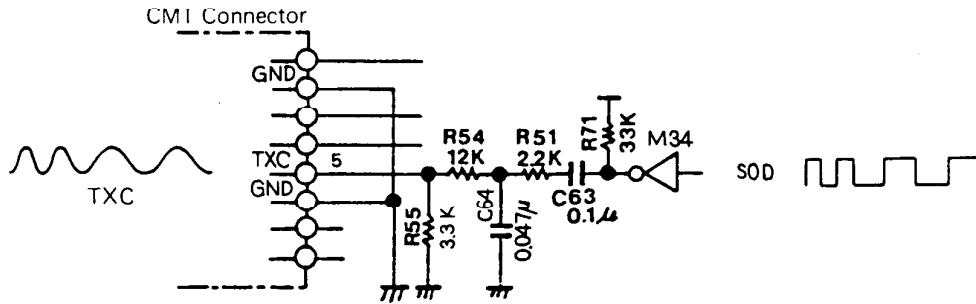 CMT Connector
GND
TXC 5
GND
TXC
R54
12K
R51
2.2K
R71
33K
M34
C63
0.1μ
C64
0.047μ
R55
3.3K
SOD